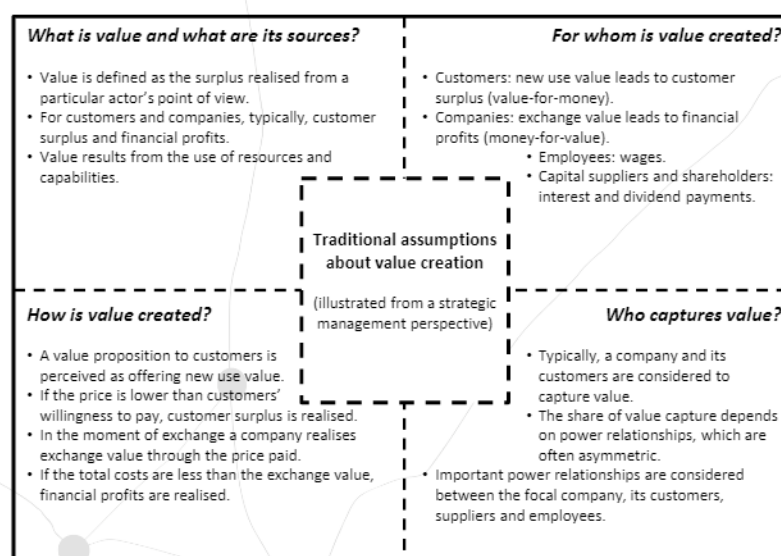 What is value and what are its sources?
• Value is defined as the surplus realised from a
particular actor's point of view.
• For customers and companies, typically, customer
surplus and financial profits.
• Value results from the use of resources and
capabilities.
For whom is value created?
• Customers: new use value leads to customer
surplus (value-for-money).
• Companies: exchange value leads to financial
profits (money-for-value).
• Employees: wages.
• Capital suppliers and shareholders:
interest and dividend payments.
Traditional assumptions
about value creation
(illustrated from a strategic
management perspective)
How is value created?
• A value proposition to customers is
perceived as offering new use value.
• If the price is lower than customers'
willingness to pay, customer surplus is realised.
• In the moment of exchange a company realises
exchange value through the price paid.
• If the total costs are less than the exchange value,
financial profits are realised.
Who captures value?
• Typically, a company and its
customers are considered to
capture value.
• The share of value capture depends
on power relationships, which are
often asymmetric.
• Important power relationships are considered
between the focal company, its customers,
suppliers and employees.